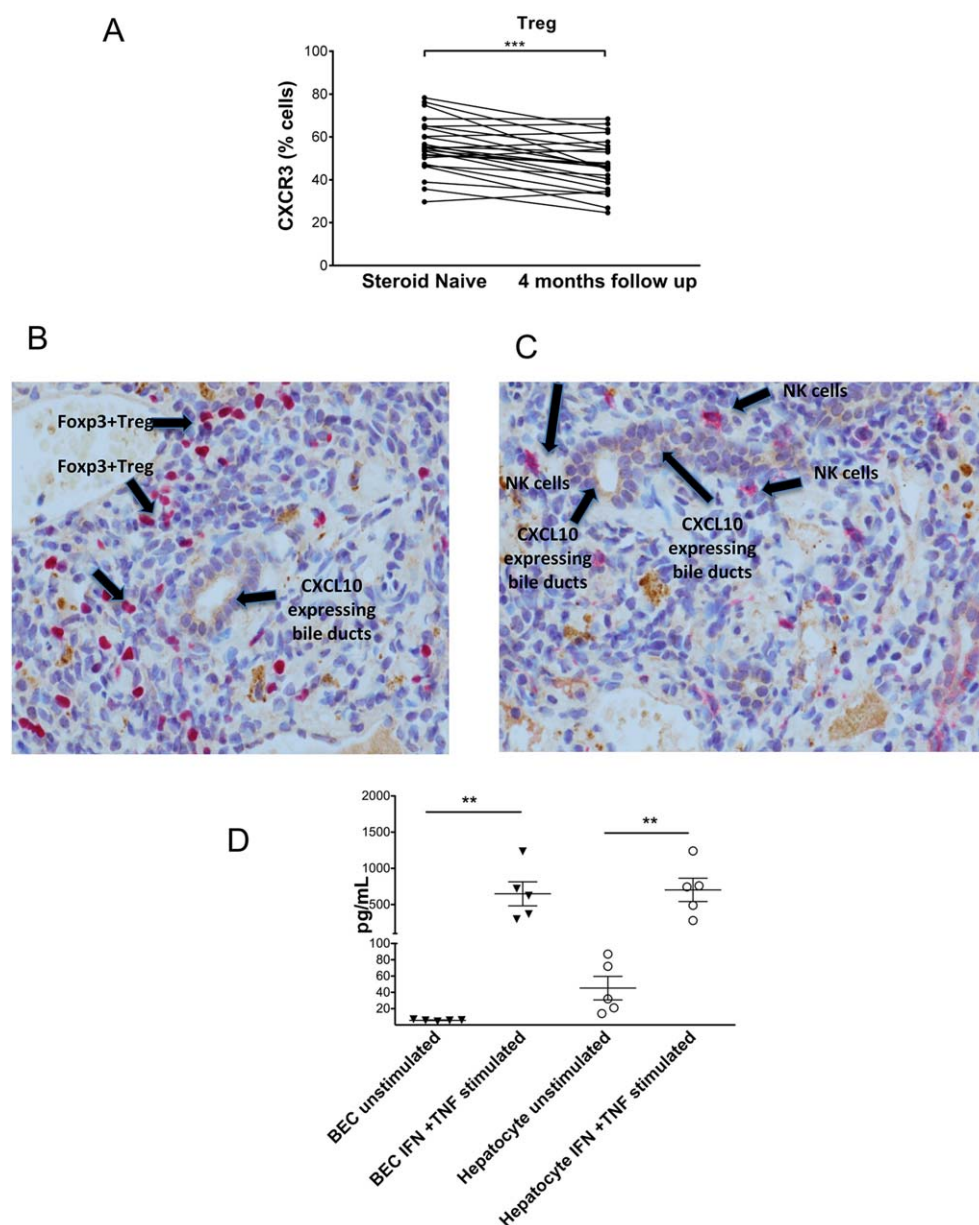 A
Treg
***
100
80
60
40
20
0
CXCR3 (% cells)
Steroid Naive 4 months follow up
B
Foxp3+Treg
Foxp3+Treg
CXCL10
expressing
bile ducts
C
NK cells
NK cells
NK cells
CXCL10
expressing
bile ducts
CXCL10
expressing
bile ducts
D
**
**
2000
1500
1000
500
100
80
60
40
20
pg/mL
BEC unstimulated
BEC IFN +TNF stimulated
Hepatocyte unstimulated
Hepatocyte IFN +TNF stimulated